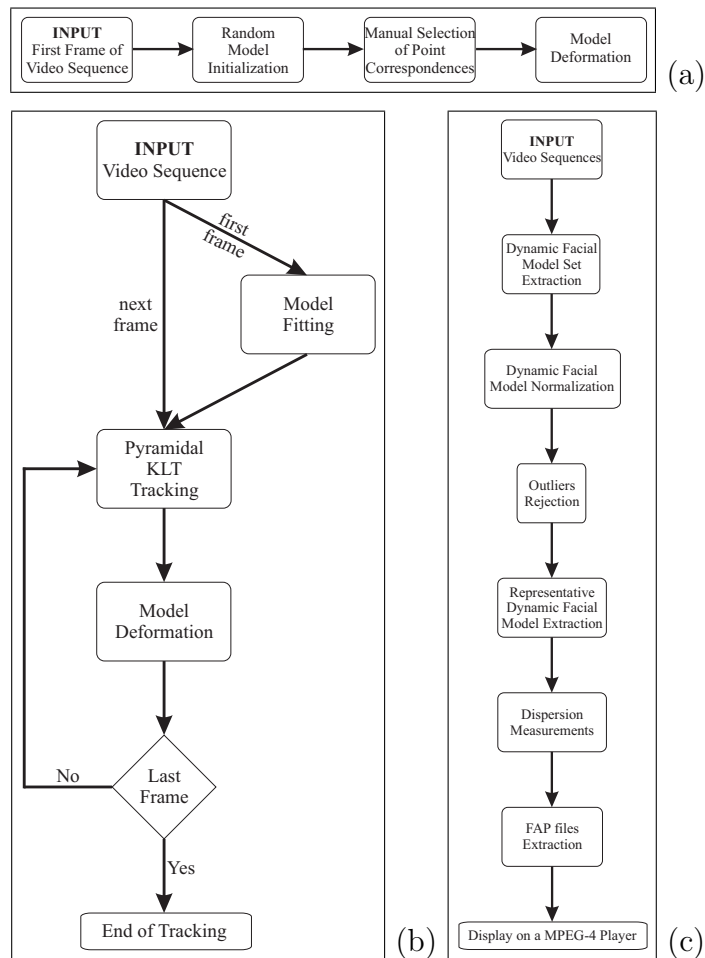 INPUT
First Frame of
Video Sequence
Random
Model
Initialization
Manual Selection
of Point
Correspondences
Model
Deformation
(a)
INPUT
Video Sequence
first
frame
next
frame
Model
Fitting
Pyramidal
KLT
Tracking
Model
Deformation
Last
Frame
No
Yes
End of Tracking
(b)
INPUT
Video Sequences
Dynamic Facial
Model Set
Extraction
Dynamic Facial
Model Normalization
Outliers
Rejection
Representative
Dynamic Facial
Model Extraction
Dispersion
Measurements
FAP files
Extraction
Display on a MPEG-4 Player
(c)